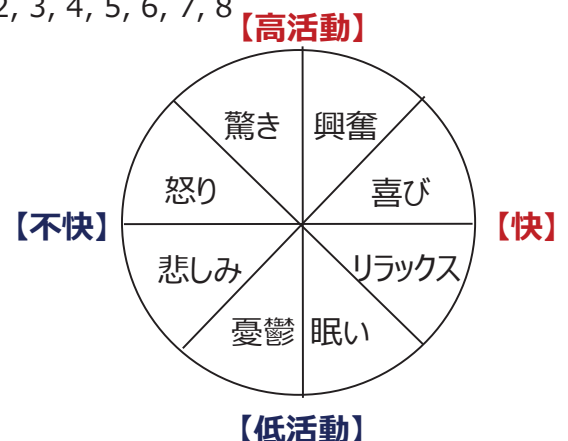 2, 3, 4, 5, 6, 7, 8
【高活動】
驚き 興奮
怒り 喜び
【不快】 【快】
悲しみ リラックス
憂鬱 眠い
【低活動】